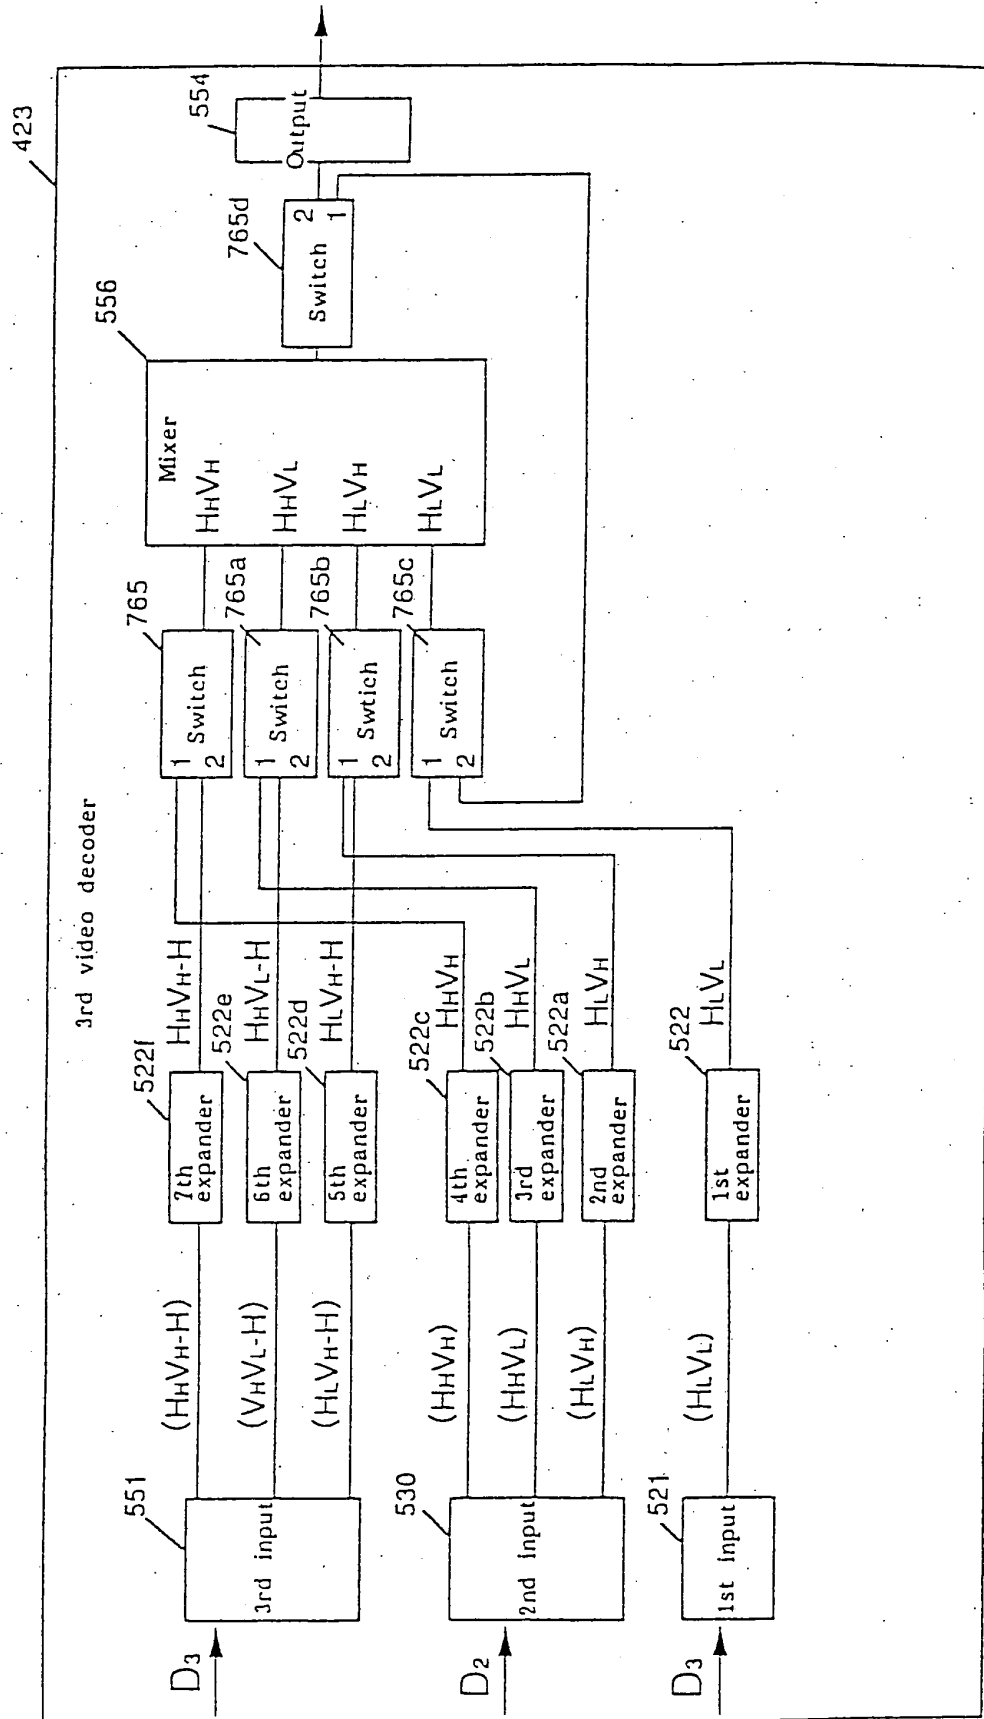 423
3rd video decoder
D3
551
3rd input
(HHVH-H)
(VHVL-H)
(HLVH-H)
522f
7th
expander
HHVH-H
522e
6th
expander
HHVL-H
522d
5th
expander
HLVH-H
D2
530
2nd input
(HHVH)
(HHVL)
(HLVH)
522c
4th
expander
HHVH
522b
3rd
expander
HHVL
522a
2nd
expander
HLVH
D3
521
1st input
(HLVL)
522
1st
expander
HLVL
765
1
2
Switch
765a
1
2
Switch
765b
1
2
Swtich
765c
1
2
Switch
556
Mixer
HHVH
HHVL
HLVH
HLVL
765d
Switch
2
1
554
Output